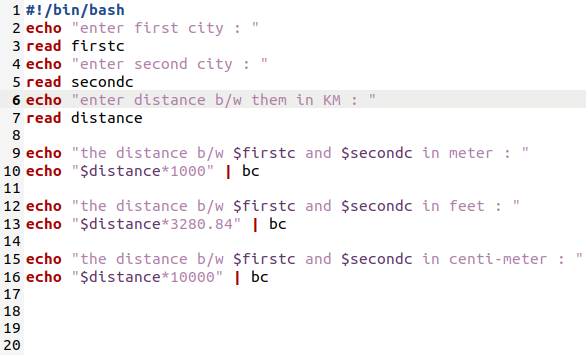 1 #!/bin/bash
2 echo "enter first city : "
3 read firstc
4 echo "enter second city : "
5 read secondc
6 echo "enter distance b/w them in KM : "
7 read distance
8
9 echo "the distance b/w $firstc and $secondc in meter : "
10 echo "$distance*1000" | bc
11
12 echo "the distance b/w $firstc and $secondc in feet : "
13 echo "$distance*3280.84" | bc
14
15 echo "the distance b/w $firstc and $secondc in centi-meter : "
16 echo "$distance*10000" | bc
17
18
19
20